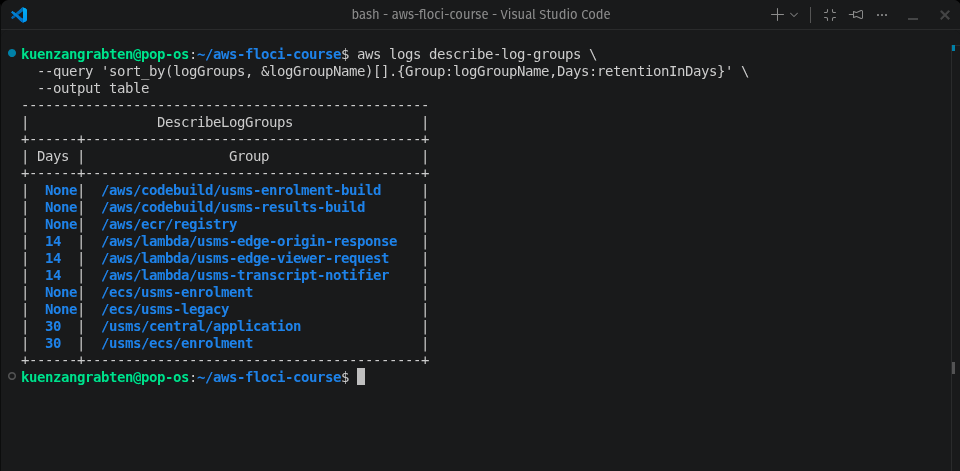 bash - aws-floci-course - Visual Studio Code
kuenzangrabten@pop-os:~/aws-floci-course$ aws logs describe-log-groups \
  --query 'sort_by(logGroups, &logGroupName)[].{Group:logGroupName,Days:retentionInDays}' \
  --output table
---------------------------------------------------
|                DescribeLogGroups                |
+------+------------------------------------------+
| Days |                  Group                   |
+------+------------------------------------------+
|  None|  /aws/codebuild/usms-enrolment-build     |
|  None|  /aws/codebuild/usms-results-build       |
|  None|  /aws/ecr/registry                       |
|  14  |  /aws/lambda/usms-edge-origin-response   |
|  14  |  /aws/lambda/usms-edge-viewer-request    |
|  14  |  /aws/lambda/usms-transcript-notifier    |
|  None|  /ecs/usms-enrolment                     |
|  None|  /ecs/usms-legacy                        |
|  30  |  /usms/central/application               |
|  30  |  /usms/ecs/enrolment                     |
+------+------------------------------------------+
kuenzangrabten@pop-os:~/aws-floci-course$